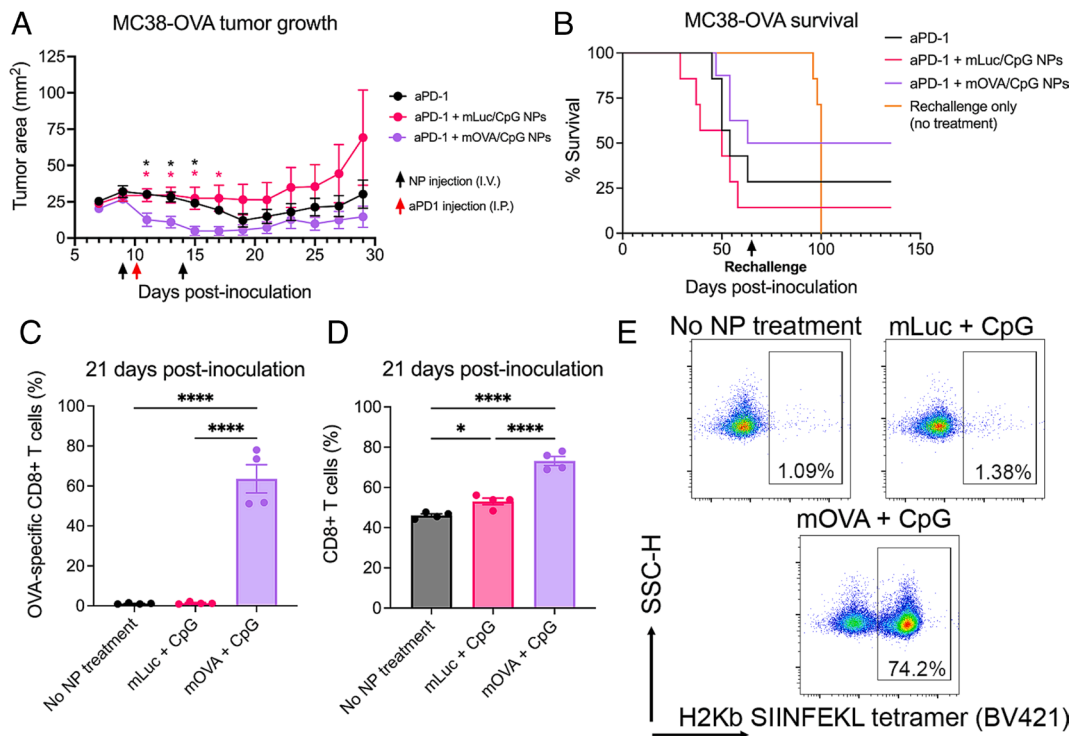 A
MC38-OVA tumor growth
Tumor area (mm²)
125
100
75
50
25
0
5
10
15
20
25
30
* * *
* * * *
Days post-inoculation
aPD-1
aPD-1 + mLuc/CpG NPs
aPD-1 + mOVA/CpG NPs
NP injection (I.V.)
aPD1 injection (I.P.)
B
MC38-OVA survival
% Survival
100
75
50
25
0
0
50
100
150
Rechallenge
Days post-inoculation
aPD-1
aPD-1 + mLuc/CpG NPs
aPD-1 + mOVA/CpG NPs
Rechallenge only
(no treatment)
C
21 days post-inoculation
OVA-specific CD8+ T cells (%)
100
80
60
40
20
0
****
****
No NP treatment
mLuc + CpG
mOVA + CpG
D
21 days post-inoculation
CD8+ T cells (%)
100
80
60
40
20
0
****
* ****
No NP treatment
mLuc + CpG
mOVA + CpG
E
No NP treatment
1.09%
mLuc + CpG
1.38%
mOVA + CpG
74.2%
SSC-H
H2Kb SIINFEKL tetramer (BV421)